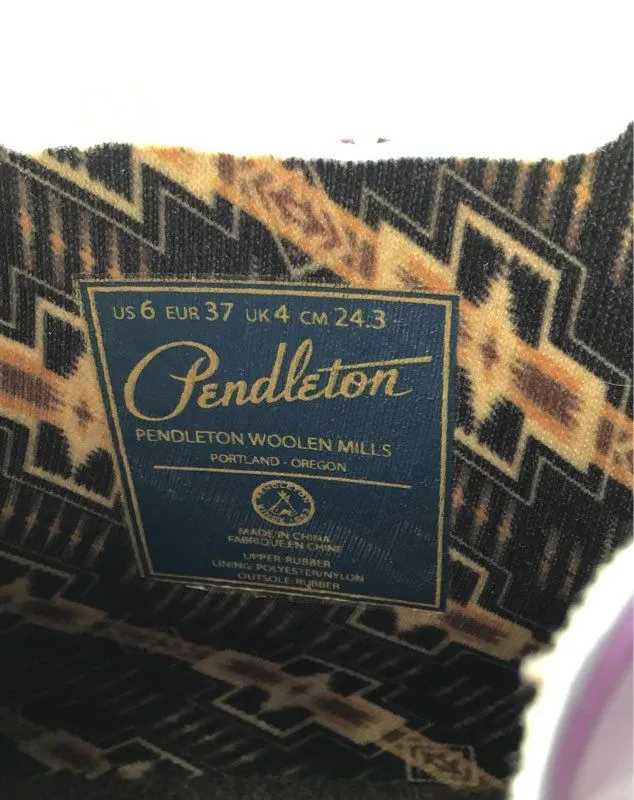 US 6 EUR 37 UK 4 CM 24.3
Pendleton
PENDLETON WOOLEN MILLS
PORTLAND - OREGON
PENDLETON
MADE IN CHINA
FABRIQUE EN CHINE
UPPER: RUBBER
LINING: POLYESTER/NYLON
OUTSOLE: RUBBER